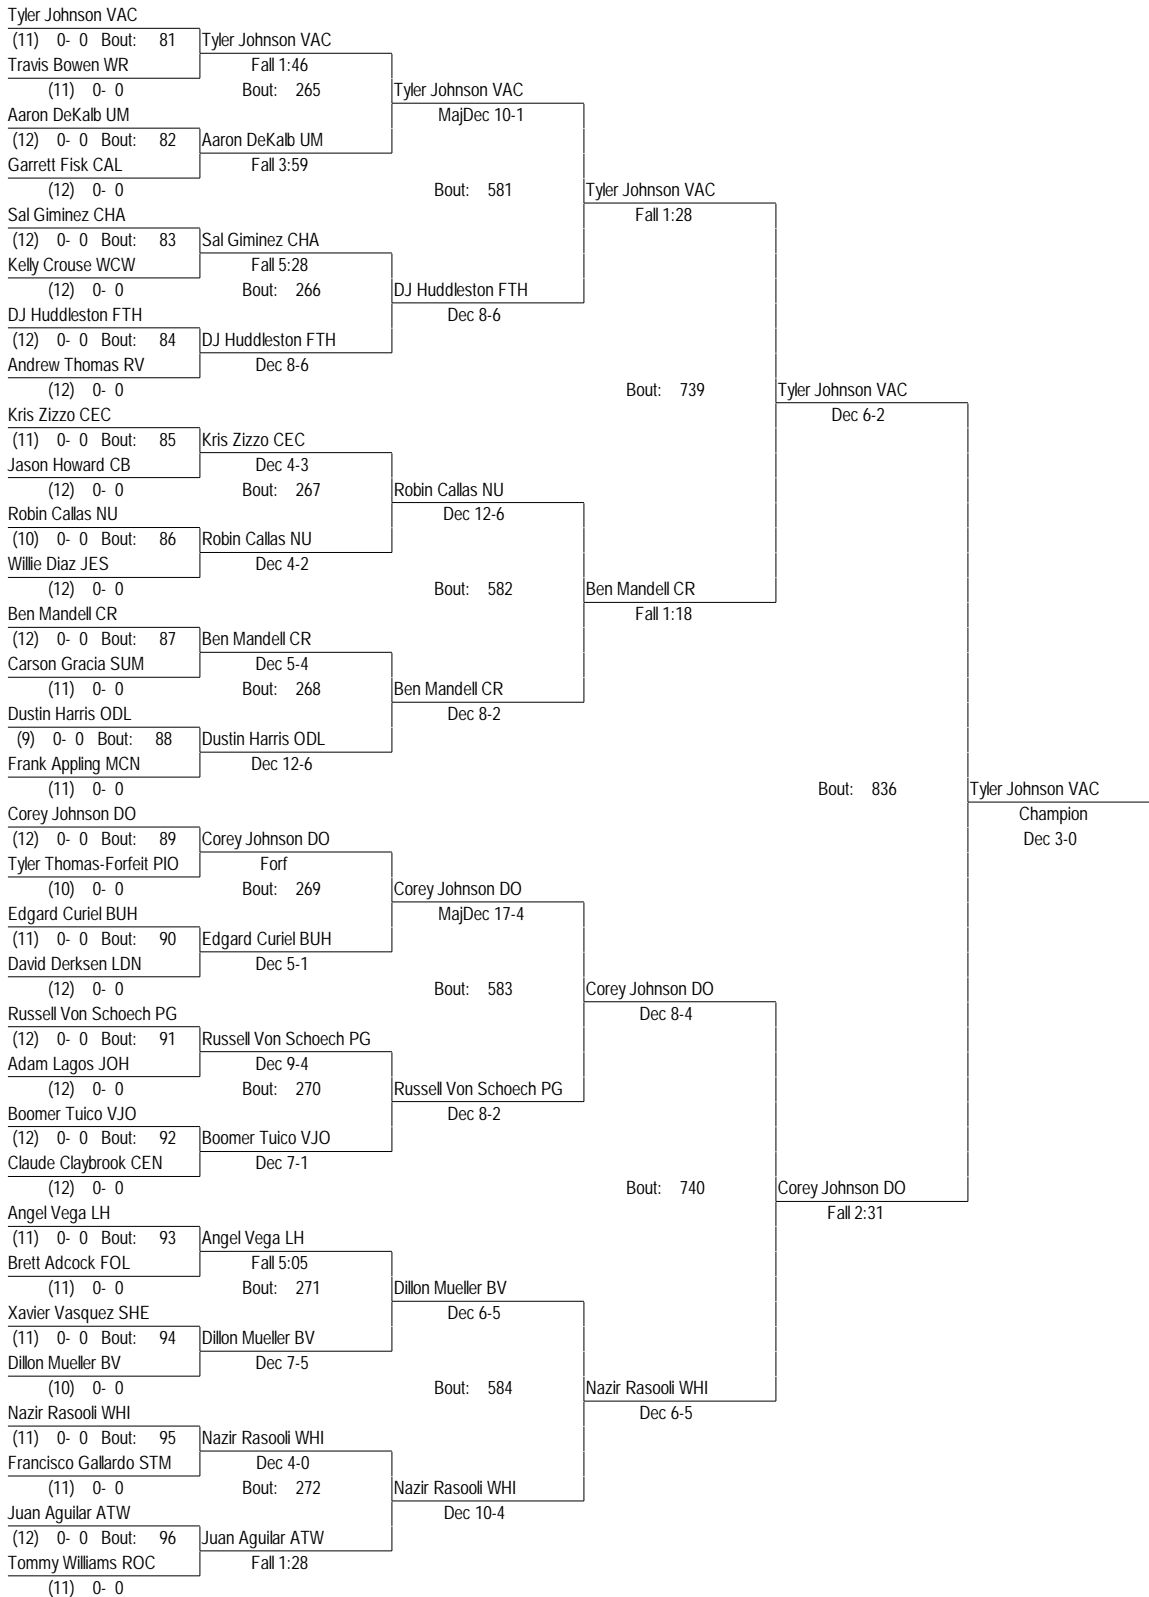 Tyler Johnson VAC
(11) 0- 0 Bout: 81 Tyler Johnson VAC
Travis Bowen WR Fall 1:46
(11) 0- 0 Bout: 265 Tyler Johnson VAC
Aaron DeKalb UM MajDec 10-1
(12) 0- 0 Bout: 82 Aaron DeKalb UM
Garrett Fisk CAL Fall 3:59
(12) 0- 0 Bout: 581 Tyler Johnson VAC
Sal Giminez CHA Fall 1:28
(12) 0- 0 Bout: 83 Sal Giminez CHA
Kelly Crouse WCW Fall 5:28
(12) 0- 0 Bout: 266 DJ Huddleston FTH
DJ Huddleston FTH Dec 8-6
(12) 0- 0 Bout: 84 DJ Huddleston FTH
Andrew Thomas RV Dec 8-6
(12) 0- 0 Bout: 739 Tyler Johnson VAC
Kris Zizzo CEC Dec 6-2
(11) 0- 0 Bout: 85 Kris Zizzo CEC
Jason Howard CB Dec 4-3
(12) 0- 0 Bout: 267 Robin Callas NU
Robin Callas NU Dec 12-6
(10) 0- 0 Bout: 86 Robin Callas NU
Willie Diaz JES Dec 4-2
(12) 0- 0 Bout: 582 Ben Mandell CR
Ben Mandell CR Fall 1:18
(12) 0- 0 Bout: 87 Ben Mandell CR
Carson Gracia SUM Dec 5-4
(11) 0- 0 Bout: 268 Ben Mandell CR
Dustin Harris ODL Dec 8-2
(9) 0- 0 Bout: 88 Dustin Harris ODL
Frank Appling MCN Dec 12-6
(11) 0- 0 Bout: 836 Tyler Johnson VAC
Corey Johnson DO Champion
(12) 0- 0 Bout: 89 Corey Johnson DO Dec 3-0
Tyler Thomas-Forfeit PIO Forf
(10) 0- 0 Bout: 269 Corey Johnson DO
Edgard Curiel BUH MajDec 17-4
(11) 0- 0 Bout: 90 Edgard Curiel BUH
David Derksen LDN Dec 5-1
(12) 0- 0 Bout: 583 Corey Johnson DO
Russell Von Schoech PG Dec 8-4
(12) 0- 0 Bout: 91 Russell Von Schoech PG
Adam Lagos JOH Dec 9-4
(12) 0- 0 Bout: 270 Russell Von Schoech PG
Boomer Tuico VJO Dec 8-2
(12) 0- 0 Bout: 92 Boomer Tuico VJO
Claude Claybrook CEN Dec 7-1
(12) 0- 0 Bout: 740 Corey Johnson DO
Angel Vega LH Fall 2:31
(11) 0- 0 Bout: 93 Angel Vega LH
Brett Adcock FOL Fall 5:05
(11) 0- 0 Bout: 271 Dillon Mueller BV
Xavier Vasquez SHE Dec 6-5
(11) 0- 0 Bout: 94 Dillon Mueller BV
Dillon Mueller BV Dec 7-5
(10) 0- 0 Bout: 584 Nazir Rasooli WHI
Nazir Rasooli WHI Dec 6-5
(11) 0- 0 Bout: 95 Nazir Rasooli WHI
Francisco Gallardo STM Dec 4-0
(11) 0- 0 Bout: 272 Nazir Rasooli WHI
Juan Aguilar ATW Dec 10-4
(12) 0- 0 Bout: 96 Juan Aguilar ATW
Tommy Williams ROC Fall 1:28
(11) 0- 0